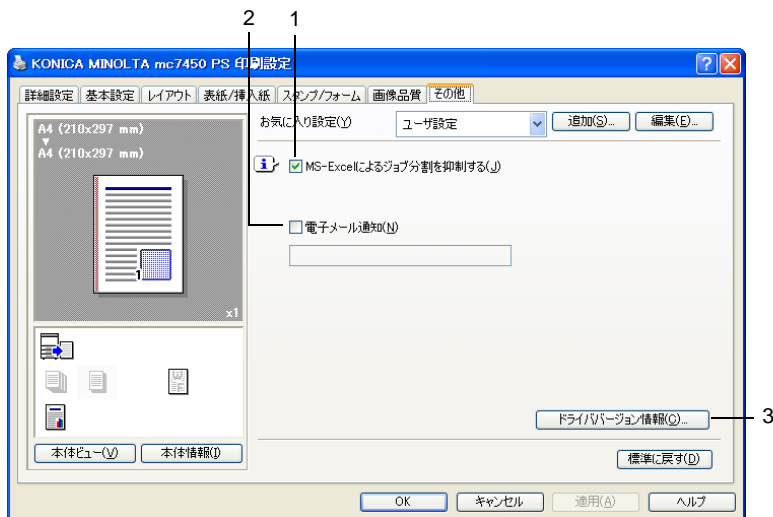 2 1
KONICA MINOLTA mc7450 PS 印刷設定
詳細設定 基本設定 レイアウト 表紙/挿入紙 スタンプ/フォーム 画像品質 その他
A4 (210x297 mm)
A4 (210x297 mm)
お気に入り設定(Y) ユーザ設定 追加(S)... 編集(E)...
MS-Excelによるジョブ分割を抑制する(J)
電子メール通知(N)
1
x1
ドライババージョン情報(C)... 3
本体ビュー(V) 本体情報(I)
標準に戻す(D)
OK キャンセル 適用(A) ヘルプ